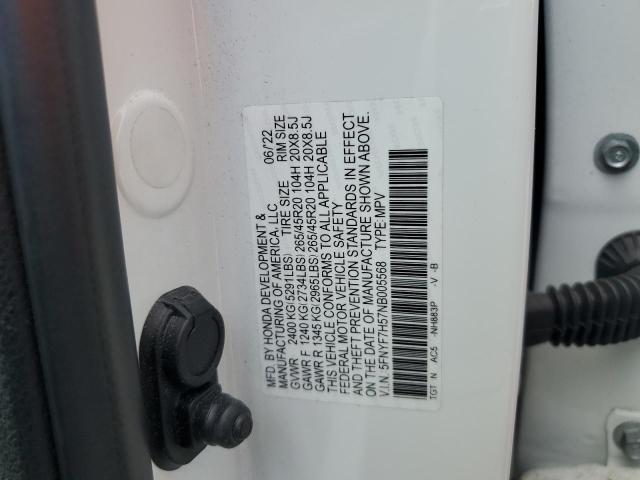 MFD. BY HONDA DEVELOPMENT & 06/22
MANUFACTURING OF AMERICA, LLC TIRE SIZE RIM SIZE
GVWR 2400 KG(5291LBS)
GAWR F 1240 KG(2734LBS) 265/45R20 104H 20X8.5J
GAWR R 1345 KG(2965LBS) 265/45R20 104H 20X8.5J
THIS VEHICLE CONFORMS TO ALL APPLICABLE
FEDERAL MOTOR VEHICLE SAFETY
AND THEFT PREVENTION STANDARDS IN EFFECT
ON THE DATE OF MANUFACTURE SHOWN ABOVE.
V.I.N. 5FNYF7H57NB005568 TYPE:MPV
TGT N AC5 -NH883P -V -B